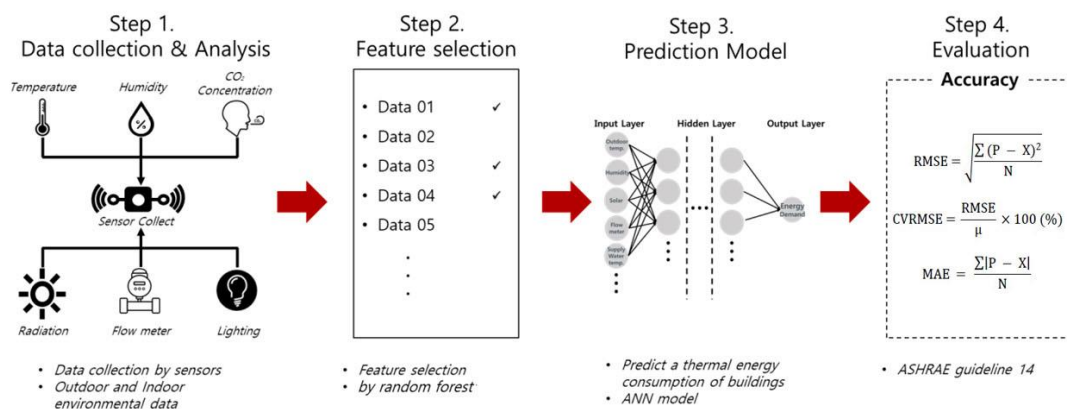 Step 1.
Data collection & Analysis
Temperature
Humidity
CO₂
Concentration
%
O₂
Sensor Collect
Radiation
Flow meter
Lighting
• Data collection by sensors
• Outdoor and Indoor
environmental data
Step 2.
Feature selection
• Data 01 ✓
• Data 02
• Data 03 ✓
• Data 04 ✓
• Data 05
• Feature selection
• by random forest
Step 3.
Prediction Model
Input Layer
Hidden Layer
Output Layer
Outdoor
temp.
Humidity
Solar
Flow
meter
Supply
Water
temp.
Energy
Demand
• Predict a thermal energy
consumption of buildings
• ANN model
Step 4.
Evaluation
Accuracy
RMSE = √(∑ (P − X)² / N)
CVRMSE = RMSE / μ × 100 (%)
MAE = ∑|P − X| / N
• ASHRAE guideline 14